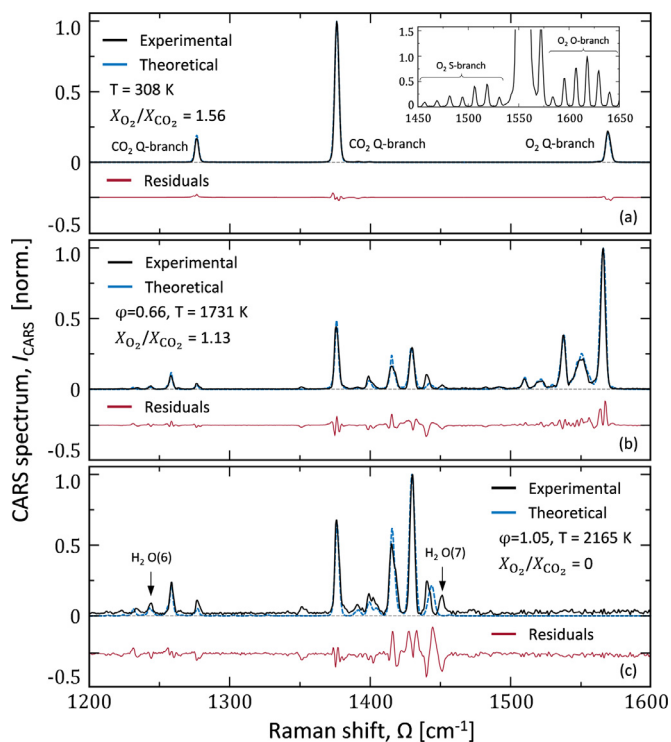 Experimental
Theoretical
T = 308 K
X_O₂/X_CO₂ = 1.56
CO₂ Q-branch
CO₂ Q-branch
O₂ Q-branch
Residuals
(a)
1.0
0.5
0
-0.5
O₂ S-branch
O₂ O-branch
1.5
1.0
0.5
0
1450 1500 1550 1600 1650
Experimental
Theoretical
φ=0.66, T = 1731 K
X_O₂/X_CO₂ = 1.13
Residuals
(b)
1.0
0.5
0
-0.5
Experimental
Theoretical
φ=1.05, T = 2165 K
X_O₂/X_CO₂ = 0
H₂ O(6)
H₂ O(7)
Residuals
(c)
1.0
0.5
0
-0.5
1200 1300 1400 1500 1600
Raman shift, Ω [cm⁻¹]
CARS spectrum, I_CARS [norm.]